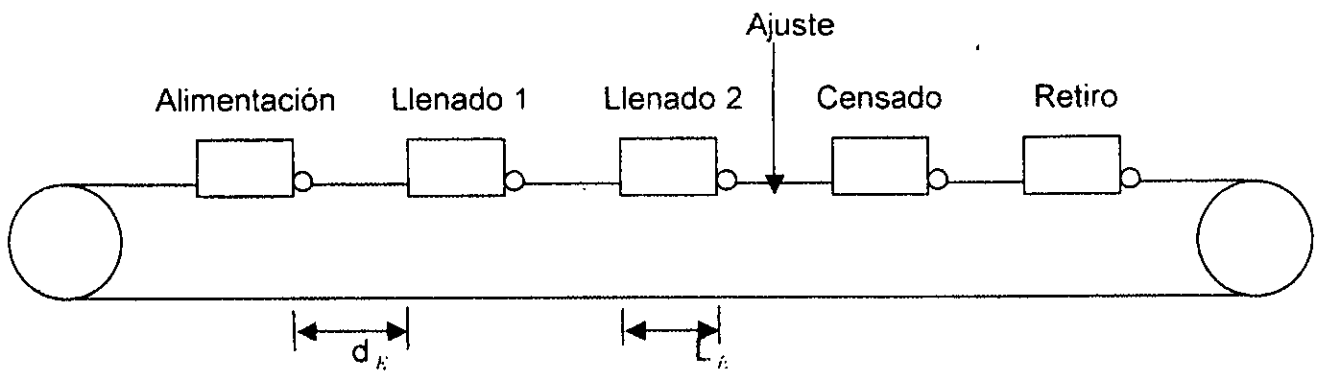 Ajuste
Alimentación
Llenado 1
Llenado 2
Censado
Retiro
d
L